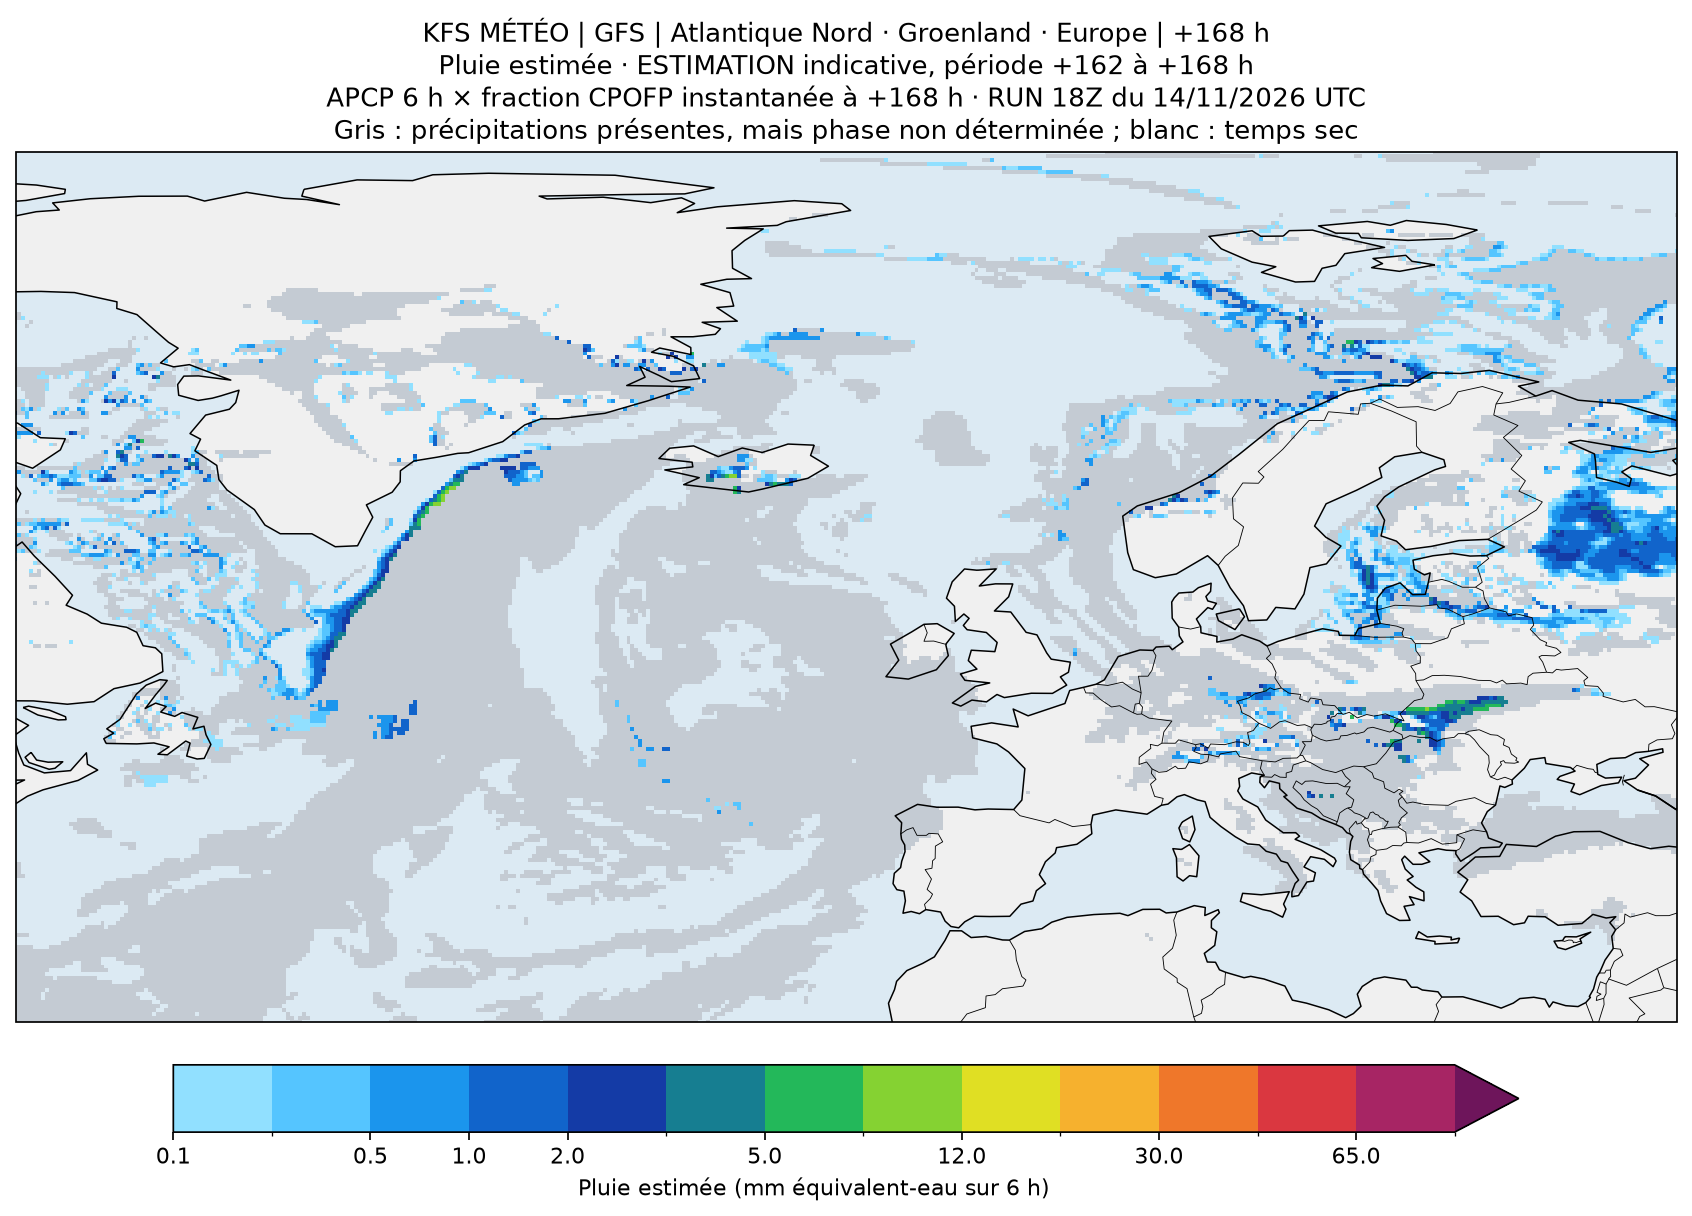 KFS MÉTÉO | GFS | Atlantique Nord · Groenland · Europe | +168 h
Pluie estimée · ESTIMATION indicative, période +162 à +168 h
APCP 6 h × fraction CPOFP instantanée à +168 h · RUN 18Z du 14/11/2026 UTC
Gris : précipitations présentes, mais phase non déterminée ; blanc : temps sec
0.1 0.5 1.0 2.0 5.0 12.0 30.0 65.0
Pluie estimée (mm équivalent-eau sur 6 h)